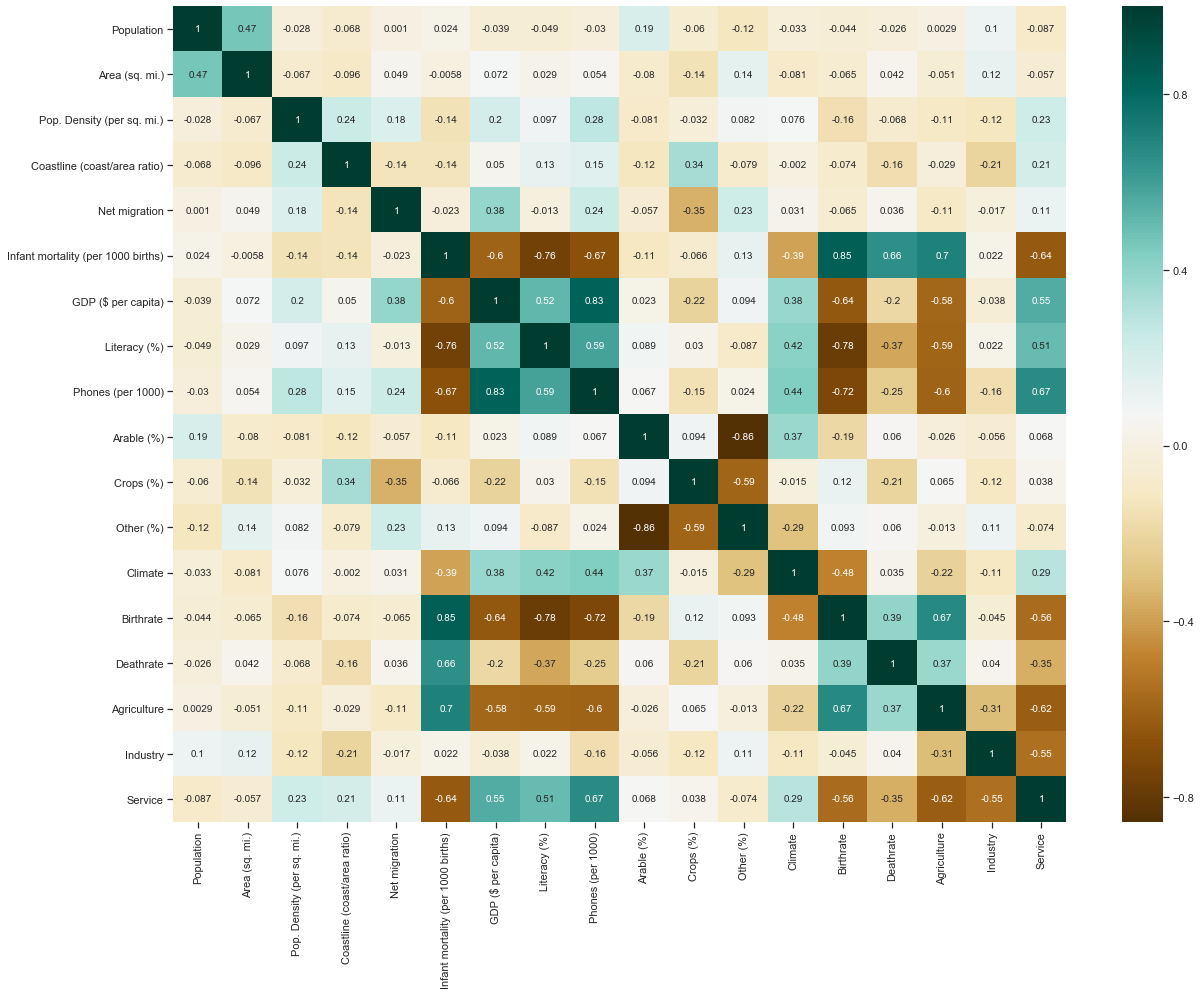 Population 1 0.47 -0.028 -0.068 0.001 0.024 -0.039 -0.049 -0.03 0.19 -0.06 -0.12 -0.033 -0.044 -0.026 0.0029 0.1 -0.087
Area (sq. mi.) 0.47 1 -0.067 -0.096 0.049 -0.0058 0.072 0.029 0.054 -0.08 -0.14 0.14 -0.081 -0.065 0.042 -0.051 0.12 -0.057
Pop. Density (per sq. mi.) -0.028 -0.067 1 0.24 0.18 -0.14 0.2 0.097 0.28 -0.081 -0.032 0.082 0.076 -0.16 -0.068 -0.11 -0.12 0.23
Coastline (coast/area ratio) -0.068 -0.096 0.24 1 -0.14 -0.14 0.05 0.13 0.15 -0.12 0.34 -0.079 -0.002 -0.074 -0.16 -0.029 -0.21 0.21
Net migration 0.001 0.049 0.18 -0.14 1 -0.023 0.38 -0.013 0.24 -0.057 -0.35 0.23 0.031 -0.065 0.036 -0.11 -0.017 0.11
Infant mortality (per 1000 births) 0.024 -0.0058 -0.14 -0.14 -0.023 1 -0.6 -0.76 -0.67 -0.11 -0.066 0.13 -0.39 0.85 0.66 0.7 0.022 -0.64
GDP ($ per capita) -0.039 0.072 0.2 0.05 0.38 -0.6 1 0.52 0.83 0.023 -0.22 0.094 0.38 -0.64 -0.2 -0.58 -0.038 0.55
Literacy (%) -0.049 0.029 0.097 0.13 -0.013 -0.76 0.52 1 0.59 0.089 0.03 -0.087 0.42 -0.78 -0.37 -0.59 0.022 0.51
Phones (per 1000) -0.03 0.054 0.28 0.15 0.24 -0.67 0.83 0.59 1 0.067 -0.15 0.024 0.44 -0.72 -0.25 -0.6 -0.16 0.67
Arable (%) 0.19 -0.08 -0.081 -0.12 -0.057 -0.11 0.023 0.089 0.067 1 0.094 -0.86 0.37 -0.19 0.06 -0.026 -0.056 0.068
Crops (%) -0.06 -0.14 -0.032 0.34 -0.35 -0.066 -0.22 0.03 -0.15 0.094 1 -0.59 -0.015 0.12 -0.21 0.065 -0.12 0.038
Other (%) -0.12 0.14 0.082 -0.079 0.23 0.13 0.094 -0.087 0.024 -0.86 -0.59 1 -0.29 0.093 0.06 -0.013 0.11 -0.074
Climate -0.033 -0.081 0.076 -0.002 0.031 -0.39 0.38 0.42 0.44 0.37 -0.015 -0.29 1 -0.48 0.035 -0.22 -0.11 0.29
Birthrate -0.044 -0.065 -0.16 -0.074 -0.065 0.85 -0.64 -0.78 -0.72 -0.19 0.12 0.093 -0.48 1 0.39 0.67 -0.045 -0.56
Deathrate -0.026 0.042 -0.068 -0.16 0.036 0.66 -0.2 -0.37 -0.25 0.06 -0.21 0.06 0.035 0.39 1 0.37 0.04 -0.35
Agriculture 0.0029 -0.051 -0.11 -0.029 -0.11 0.7 -0.58 -0.59 -0.6 -0.026 0.065 -0.013 -0.22 0.67 0.37 1 -0.31 -0.62
Industry 0.1 0.12 -0.12 -0.21 -0.017 0.022 -0.038 0.022 -0.16 -0.056 -0.12 0.11 -0.11 -0.045 0.04 -0.31 1 -0.55
Service -0.087 -0.057 0.23 0.21 0.11 -0.64 0.55 0.51 0.67 0.068 0.038 -0.074 0.29 -0.56 -0.35 -0.62 -0.55 1
Population
Area (sq. mi.)
Pop. Density (per sq. mi.)
Coastline (coast/area ratio)
Net migration
Infant mortality (per 1000 births)
GDP ($ per capita)
Literacy (%)
Phones (per 1000)
Arable (%)
Crops (%)
Other (%)
Climate
Birthrate
Deathrate
Agriculture
Industry
Service
0.8
0.4
0.0
−0.4
−0.8